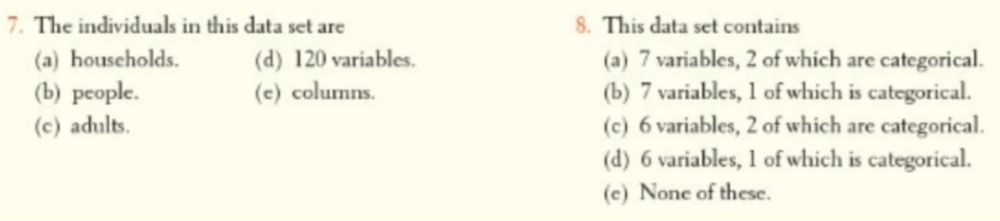 7. The individuals in this data set are
(a) households.
(d) 120 variables.
(b) people.
(e) columns.
(c) adults.
8. This data set contains
(a) 7 variables, 2 of which are categorical.
(b) 7 variables, 1 of which is categorical.
(c) 6 variables, 2 of which are categorical.
(d) 6 variables, 1 of which is categorical.
(e) None of these.